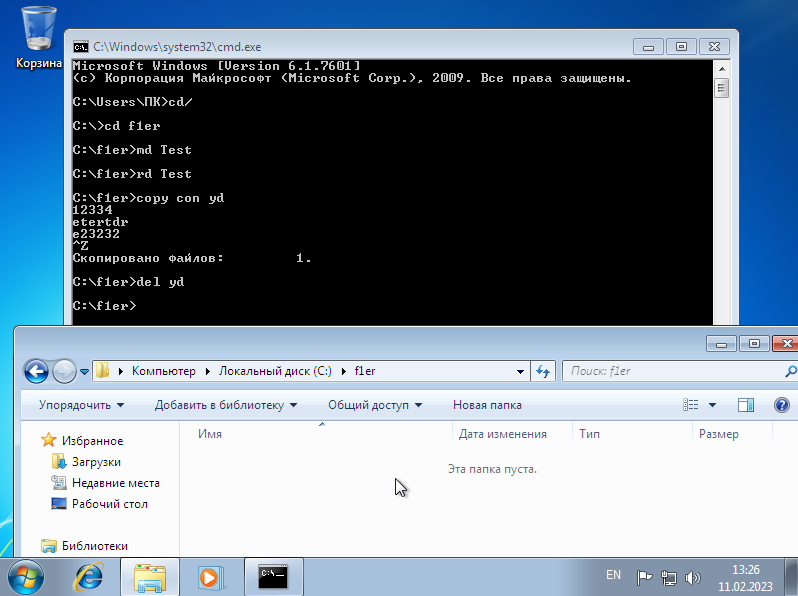 Корзина
C:\Windows\system32\cmd.exe
Microsoft Windows [Version 6.1.7601]
(c) Корпорация Майкрософт (Microsoft Corp.), 2009. Все права защищены.
C:\Users\ПК>cd/
C:\>cd f1er
C:\f1er>md Test
C:\f1er>rd Test
C:\f1er>copy con yd
12334
etertdr
e23232
^Z
Скопировано файлов:         1.
C:\f1er>del yd
C:\f1er>
Компьютер Локальный диск (C:) f1er
Поиск: f1er
Упорядочить Добавить в библиотеку Общий доступ Новая папка
Имя Дата изменения Тип Размер
Эта папка пуста.
Избранное
Загрузки
Недавние места
Рабочий стол
Библиотеки
C:\_
EN
13:26
11.02.2023